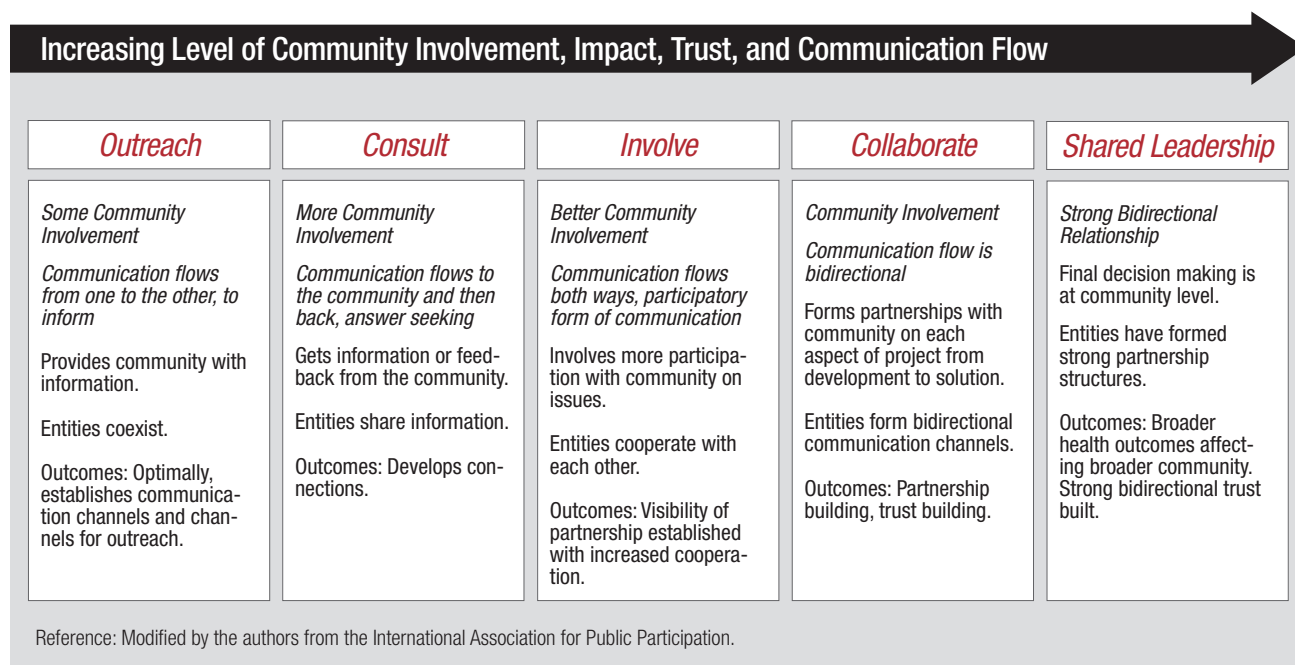 Increasing Level of Community Involvement, Impact, Trust, and Communication Flow
Outreach
Some Community
Involvement
Communication flows
from one to the other, to
inform
Provides community with
information.
Entities coexist.
Outcomes: Optimally,
establishes communica-
tion channels and chan-
nels for outreach.
Consult
More Community
Involvement
Communication flows to
the community and then
back, answer seeking
Gets information or feed-
back from the community.
Entities share information.
Outcomes: Develops con-
nections.
Involve
Better Community
Involvement
Communication flows
both ways, participatory
form of communication
Involves more participa-
tion with community on
issues.
Entities cooperate with
each other.
Outcomes: Visibility of
partnership established
with increased coopera-
tion.
Collaborate
Community Involvement
Communication flow is
bidirectional
Forms partnerships with
community on each
aspect of project from
development to solution.
Entities form bidirectional
communication channels.
Outcomes: Partnership
building, trust building.
Shared Leadership
Strong Bidirectional
Relationship
Final decision making is
at community level.
Entities have formed
strong partnership
structures.
Outcomes: Broader
health outcomes affect-
ing broader community.
Strong bidirectional trust
built.
Reference: Modified by the authors from the International Association for Public Participation.